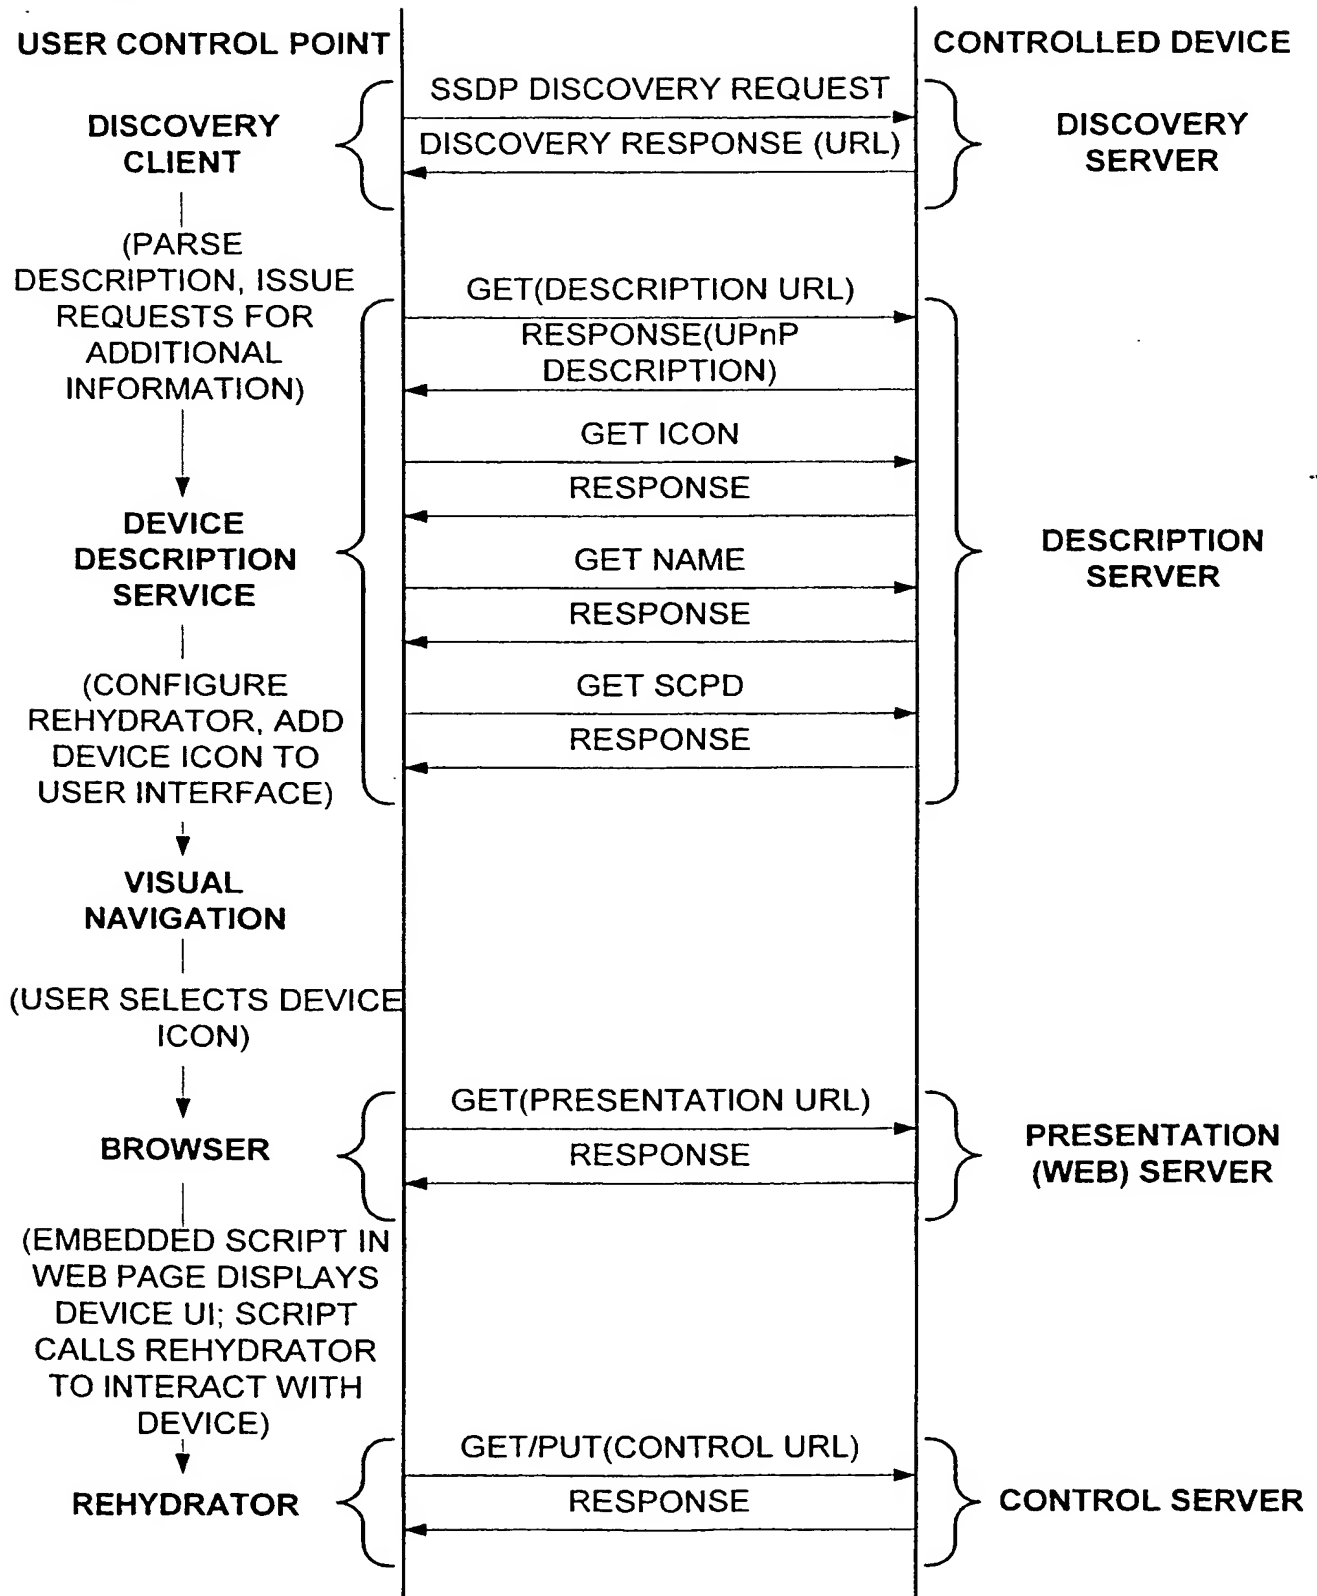 USER CONTROL POINT
CONTROLLED DEVICE
SSDP DISCOVERY REQUEST
DISCOVERY
CLIENT
DISCOVERY RESPONSE (URL)
DISCOVERY
SERVER
(PARSE
DESCRIPTION, ISSUE
REQUESTS FOR
ADDITIONAL
INFORMATION)
GET(DESCRIPTION URL)
RESPONSE(UPnP
DESCRIPTION)
GET ICON
RESPONSE
DEVICE
DESCRIPTION
SERVICE
GET NAME
RESPONSE
DESCRIPTION
SERVER
(CONFIGURE
REHYDRATOR, ADD
DEVICE ICON TO
USER INTERFACE)
GET SCPD
RESPONSE
VISUAL
NAVIGATION
(USER SELECTS DEVICE
ICON)
GET(PRESENTATION URL)
BROWSER
RESPONSE
PRESENTATION
(WEB) SERVER
(EMBEDDED SCRIPT IN
WEB PAGE DISPLAYS
DEVICE UI; SCRIPT
CALLS REHYDRATOR
TO INTERACT WITH
DEVICE)
GET/PUT(CONTROL URL)
REHYDRATOR
RESPONSE
CONTROL SERVER